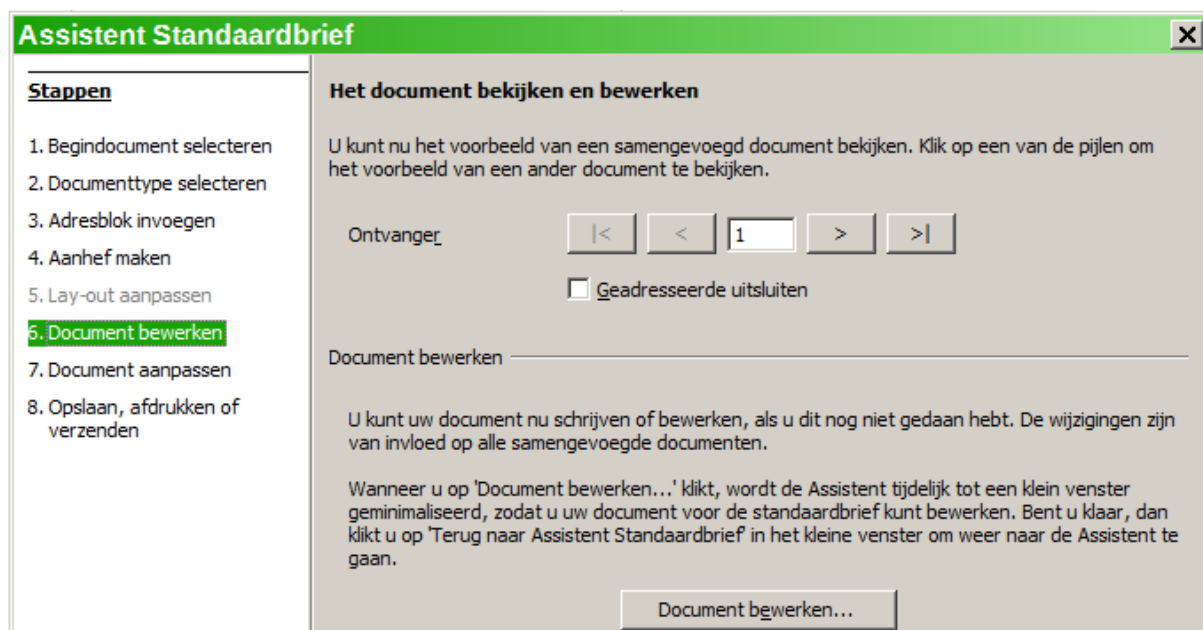 Assistent Standaardbrief
Stappen
1. Begindocument selecteren
2. Documenttype selecteren
3. Adresblok invoegen
4. Aanhef maken
5. Lay-out aanpassen
6. Document bewerken
7. Document aanpassen
8. Opslaan, afdrukken of
verzenden
Het document bekijken en bewerken
U kunt nu het voorbeeld van een samengevoegd document bekijken. Klik op een van de pijlen om
het voorbeeld van een ander document te bekijken.
Ontvanger |< < 1 > >|
Geadresseerde uitsluiten
Document bewerken
U kunt uw document nu schrijven of bewerken, als u dit nog niet gedaan hebt. De wijzigingen zijn
van invloed op alle samengevoegde documenten.
Wanneer u op 'Document bewerken...' klikt, wordt de Assistent tijdelijk tot een klein venster
geminimaliseerd, zodat u uw document voor de standaardbrief kunt bewerken. Bent u klaar, dan
klikt u op 'Terug naar Assistent Standaardbrief' in het kleine venster om weer naar de Assistent te
gaan.
Document bewerken...